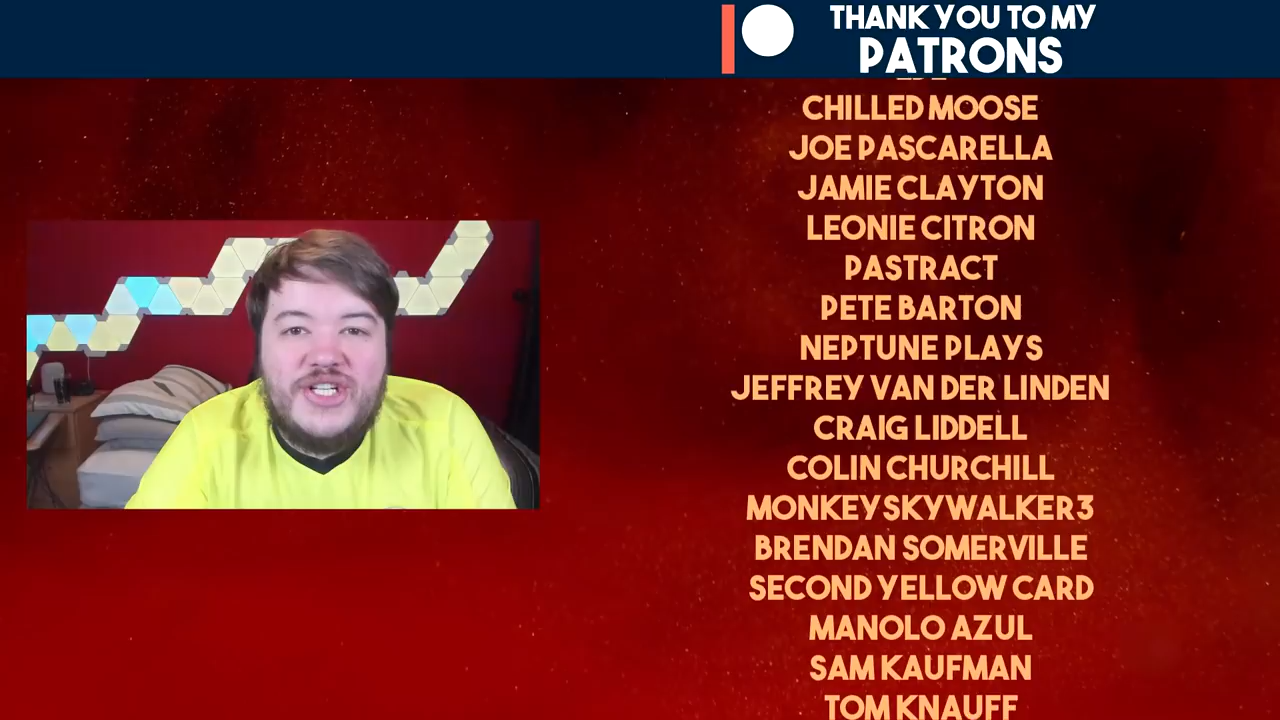 THANK YOU TO MY
PATRONS
CHILLED MOOSE
JOE PASCARELLA
JAMIE CLAYTON
LEONIE CITRON
PASTRACT
PETE BARTON
NEPTUNE PLAYS
JEFFREY VAN DER LINDEN
CRAIG LIDDELL
COLIN CHURCHILL
MONKEYSKYWALKER3
BRENDAN SOMERVILLE
SECOND YELLOW CARD
MANOLO AZUL
SAM KAUFMAN
TOM KNAUFF